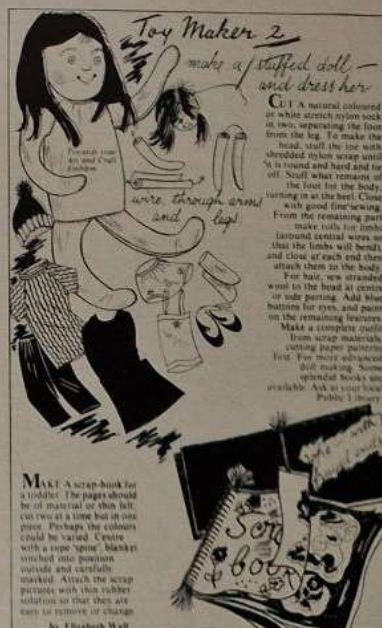 Toy Maker 2
make a stuffed doll —
and dress her
CUT A natural coloured
or white stretch nylon sock
in two, separating the foot
from the leg. To make the
head, stuff the toe with
shredded nylon scrap until
it is round and hard and tie
off. Stuff what remains of
the foot for the body,
turning in at the heel. Close
with good fine sewing.
From the remaining part
make rolls for limbs
(around central wires so
that the limbs will bend)
and close at each end then
attach them to the body.
For hair, sew stranded
wool to the head at centre
or side parting. Add blue
buttons for eyes, and paint
on the remaining features.
Make a complete outfit
from scrap materials,
cutting paper patterns
first. For more advanced
doll making. Some
splendid books are
available. Ask at your local
Public Library.
Art and Craft
wire, through arms
and legs
MAKE A scrap-book for
a toddler. The pages should
be of material or thin felt,
cut two at a time but in one
piece. Perhaps the colours
could be varied. Centre
with a rope 'spine', blanket
stitched into position
outside and carefully
marked. Attach the scrap
pictures with thin rubber
solution so that they are
easy to remove or change.
by Elizabeth Wall
Scrap
book